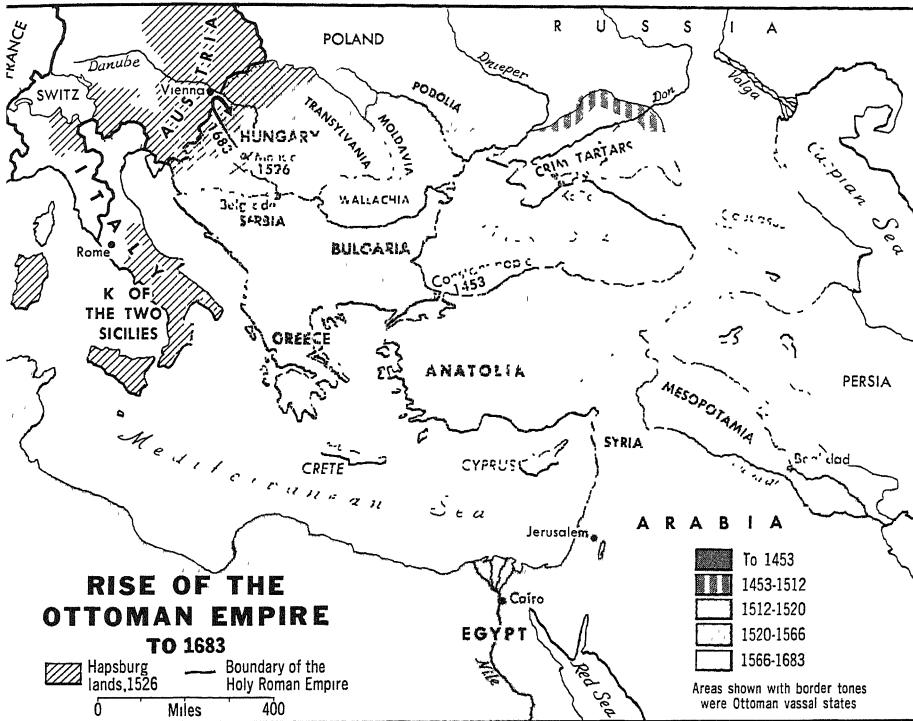 FRANCE
R U S S I A
POLAND
Danube
Dnieper
Volga
Vienna
SWITZ
AUSTRIA
Don
PODOLIA
TRANSYLVANIA
MOLDAVIA
HUNGARY
1683
1526
CRIM TARTARS
WALLACHIA
SERBIA
ITALY
Rome
BULGARIA
1453
K OF
THE TWO
SICILIES
GREECE
ANATOLIA
PERSIA
MESOPOTAMIA
SYRIA
Mediterranean Sea
CRETE
CYPRUS
Jerusalem
A R A B I A
RISE OF THE
OTTOMAN EMPIRE
TO 1683
Cairo
EGYPT
Nile
Red Sea
To 1453
1453-1512
1512-1520
1520-1566
1566-1683
Hapsburg
lands, 1526
Boundary of the
Holy Roman Empire
0 Miles 400
Areas shown with border tones
were Ottoman vassal states